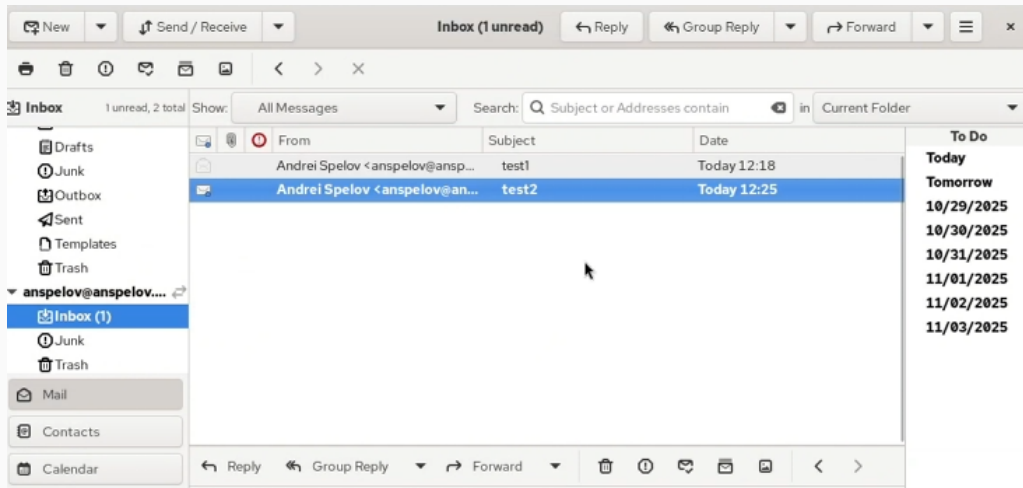 New Send / Receive Inbox (1 unread) Reply Group Reply Forward
Inbox 1 unread, 2 total Show: All Messages Search: Subject or Addresses contain in Current Folder
From Subject Date
Andrei Spelov <anspelov@ansp... test1 Today 12:18
Andrei Spelov <anspelov@an... test2 Today 12:25
Drafts
Junk
Outbox
Sent
Templates
Trash
anspelov@anspelov....
Inbox (1)
Junk
Trash
Mail
Contacts
Calendar
To Do
Today
Tomorrow
10/29/2025
10/30/2025
10/31/2025
11/01/2025
11/02/2025
11/03/2025
Reply Group Reply Forward